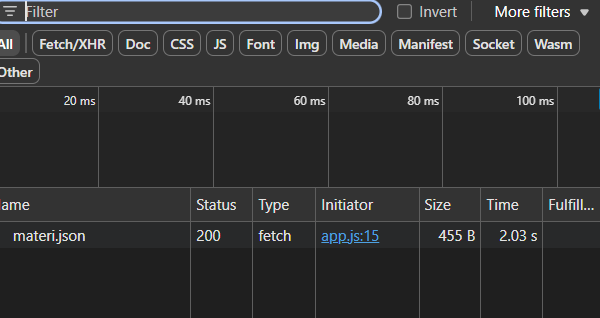 Filter Invert More filters
All Fetch/XHR Doc CSS JS Font Img Media Manifest Socket Wasm
Other
20 ms 40 ms 60 ms 80 ms 100 ms
ame Status Type Initiator Size Time Fulfill...
materi.json 200 fetch app.js:15 455 B 2.03 s